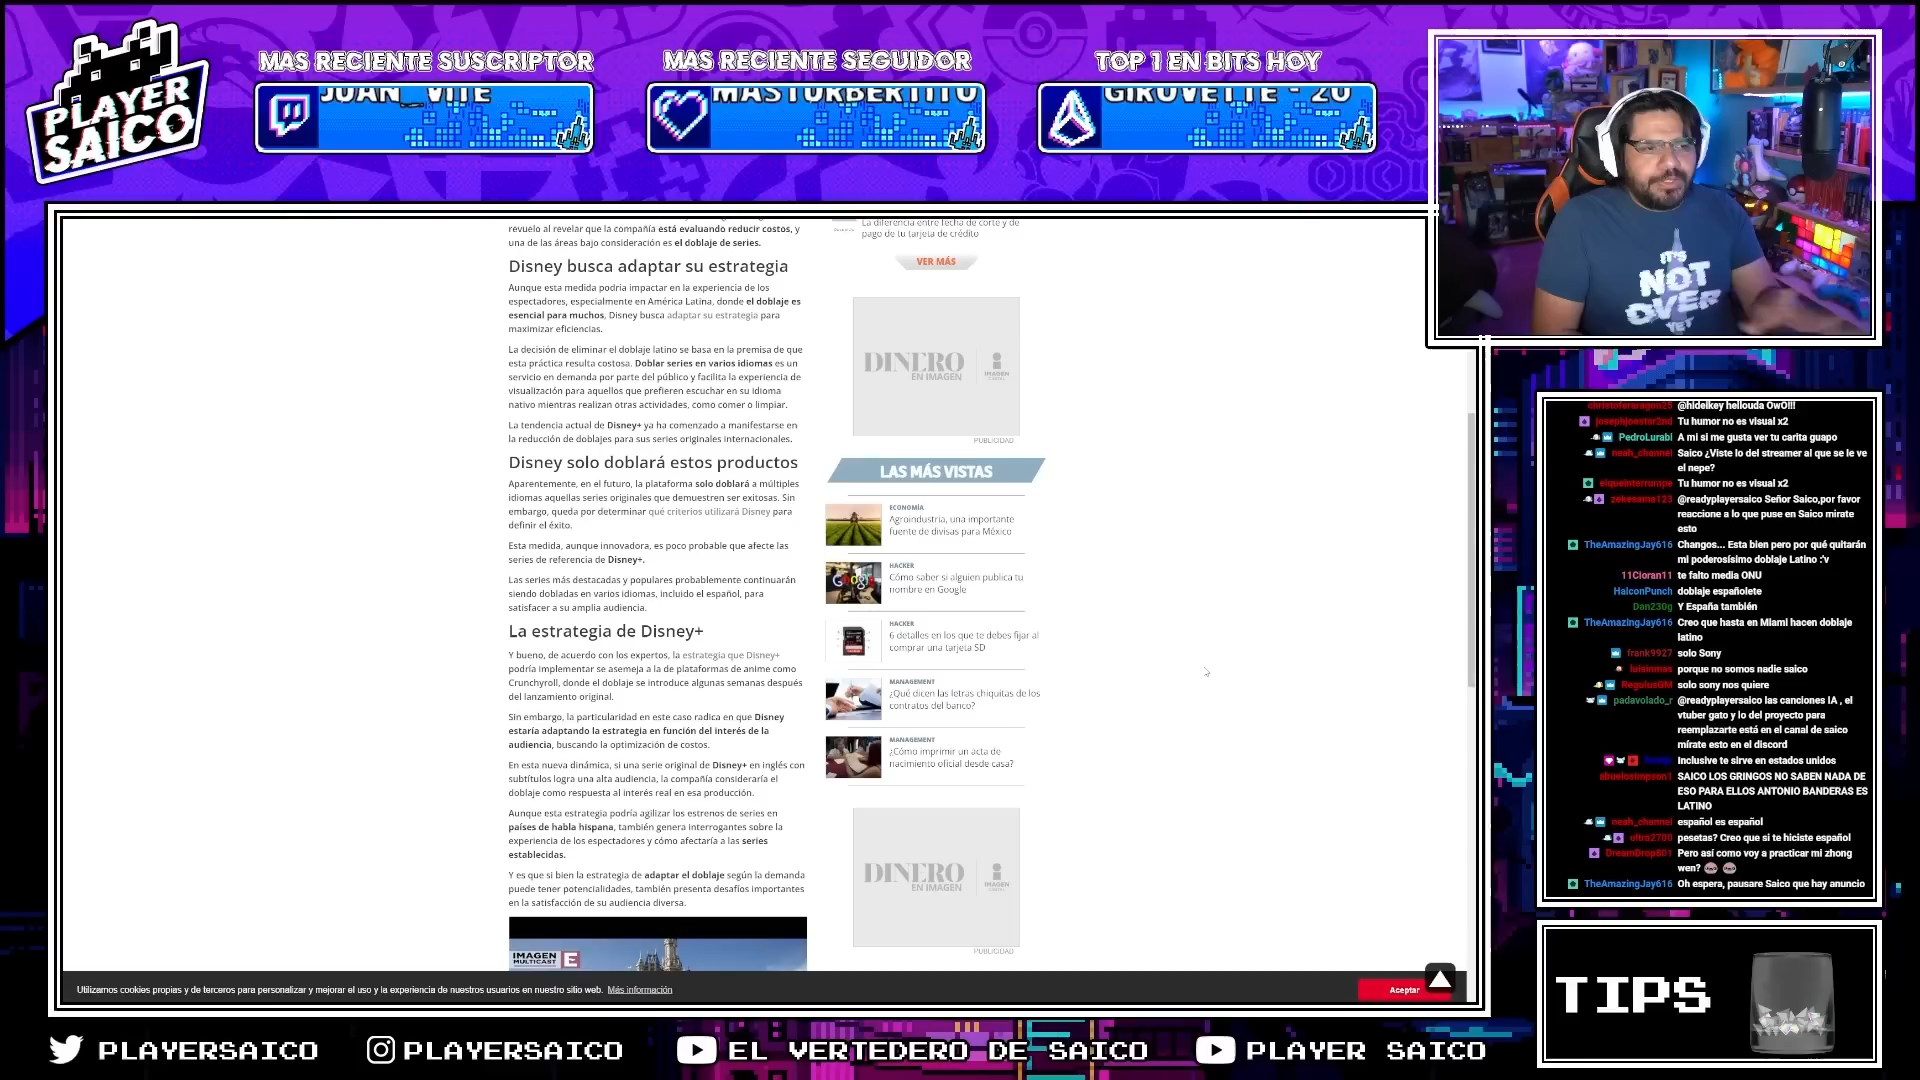 PLAYER
SAICO
MAS RECIENTE SUSCRIPTOR
JUAN_VITE
MAS RECIENTE SEGUIDOR
MASTURBERTITO
TOP 1 EN BITS HOY
GIROVETTE - 20
IT'S
NOT
OVER
YET
revuelo al revelar que la compañía está evaluando reducir costos, y
una de las áreas bajo consideración es el doblaje de series.
Disney busca adaptar su estrategia
Aunque esta medida podría impactar en la experiencia de los
espectadores, especialmente en América Latina, donde el doblaje es
esencial para muchos, Disney busca adaptar su estrategia para
maximizar eficiencias.
La decisión de eliminar el doblaje latino se basa en la premisa de que
esta práctica resulta costosa. Doblar series en varios idiomas es un
servicio en demanda por parte del público y facilita la experiencia de
visualización para aquellos que prefieren escuchar en su idioma
nativo mientras realizan otras actividades, como comer o limpiar.
La tendencia actual de Disney+ ya ha comenzado a manifestarse en
la reducción de doblajes para sus series originales internacionales.
Disney solo doblará estos productos
Aparentemente, en el futuro, la plataforma solo doblará a múltiples
idiomas aquellas series originales que demuestren ser exitosas. Sin
embargo, queda por determinar qué criterios utilizará Disney para
definir el éxito.
Esta medida, aunque innovadora, es poco probable que afecte las
series de referencia de Disney+.
Las series más destacadas y populares probablemente continuarán
siendo dobladas en varios idiomas, incluido el español, para
satisfacer a su amplia audiencia.
La estrategia de Disney+
Y bueno, de acuerdo con los expertos, la estrategia que Disney+
podría implementar se asemeja a la de plataformas de anime como
Crunchyroll, donde el doblaje se introduce algunas semanas después
del lanzamiento original.
Sin embargo, la particularidad en este caso radica en que Disney
estaría adaptando la estrategia en función del interés de la
audiencia, buscando la optimización de costos.
En esta nueva dinámica, si una serie original de Disney+ en inglés con
subtítulos logra una alta audiencia, la compañía consideraría el
doblaje como respuesta al interés real en esa producción.
Aunque esta estrategia podría agilizar los estrenos de series en
países de habla hispana, también genera interrogantes sobre la
experiencia de los espectadores y cómo afectaría a las series
establecidas.
Y es que si bien la estrategia de adaptar el doblaje según la demanda
puede tener potencialidades, también presenta desafíos importantes
en la satisfacción de su audiencia diversa.
IMAGEN
MULTICAST E
La diferencia entre fecha de corte y de
pago de tu tarjeta de crédito
VER MÁS
DINERO
EN IMAGEN
IMAGEN
PUBLICIDAD
LAS MÁS VISTAS
ECONOMÍA
Agroindustria, una importante
fuente de divisas para México
Google
HACKER
Cómo saber si alguien publica tu
nombre en Google
HACKER
6 detalles en los que te debes fijar al
comprar una tarjeta SD
MANAGEMENT
¿Qué dicen las letras chiquitas de los
contratos del banco?
MANAGEMENT
¿Cómo imprimir un acta de
nacimiento oficial desde casa?
DINERO
EN IMAGEN
IMAGEN
PUBLICIDAD
Utilizamos cookies propias y de terceros para personalizar y mejorar el uso y la experiencia de nuestros usuarios en nuestro sitio web. Más información
Aceptar
christoferaragon25 @hidelkey hellouda OwO!!!
josephjoestar2nd Tu humor no es visual x2
PedroLurabi A mi si me gusta ver tu carita guapo
neah_channel Saico ¿Viste lo del streamer al que se le ve
el nepe?
elqueinterrumpe Tu humor no es visual x2
zekesama123 @readyplayersaico Señor Saico,por favor
reaccione a lo que puse en Saico mirate
esto
TheAmazingJay616 Changos... Esta bien pero por qué quitarán
mi poderosísimo doblaje Latino :'v
11Cioran11 te falto media ONU
HalconPunch doblaje españolete
Dan230g Y España también
TheAmazingJay616 Creo que hasta en Miami hacen doblaje
latino
frank9927 solo Sony
luisinmas porque no somos nadie saico
RegulusGM solo sony nos quiere
padavolado_r @readyplayersaico las canciones IA , el
vtuber gato y lo del proyecto para
reemplazarte está en el canal de saico
mírate esto en el discord
Inclusive te sirve en estados unidos
abuelosimpson1 SAICO LOS GRINGOS NO SABEN NADA DE
ESO PARA ELLOS ANTONIO BANDERAS ES
LATINO
neah_channel español es español
ultra2700 pesetas? Creo que si te hiciste español
DreamDrop801 Pero así como voy a practicar mi zhong
wen?
TheAmazingJay616 Oh espera, pausare Saico que hay anuncio
TIPS
PLAYERSAICO
PLAYERSAICO
EL VERTEDERO DE SAICO
PLAYER SAICO